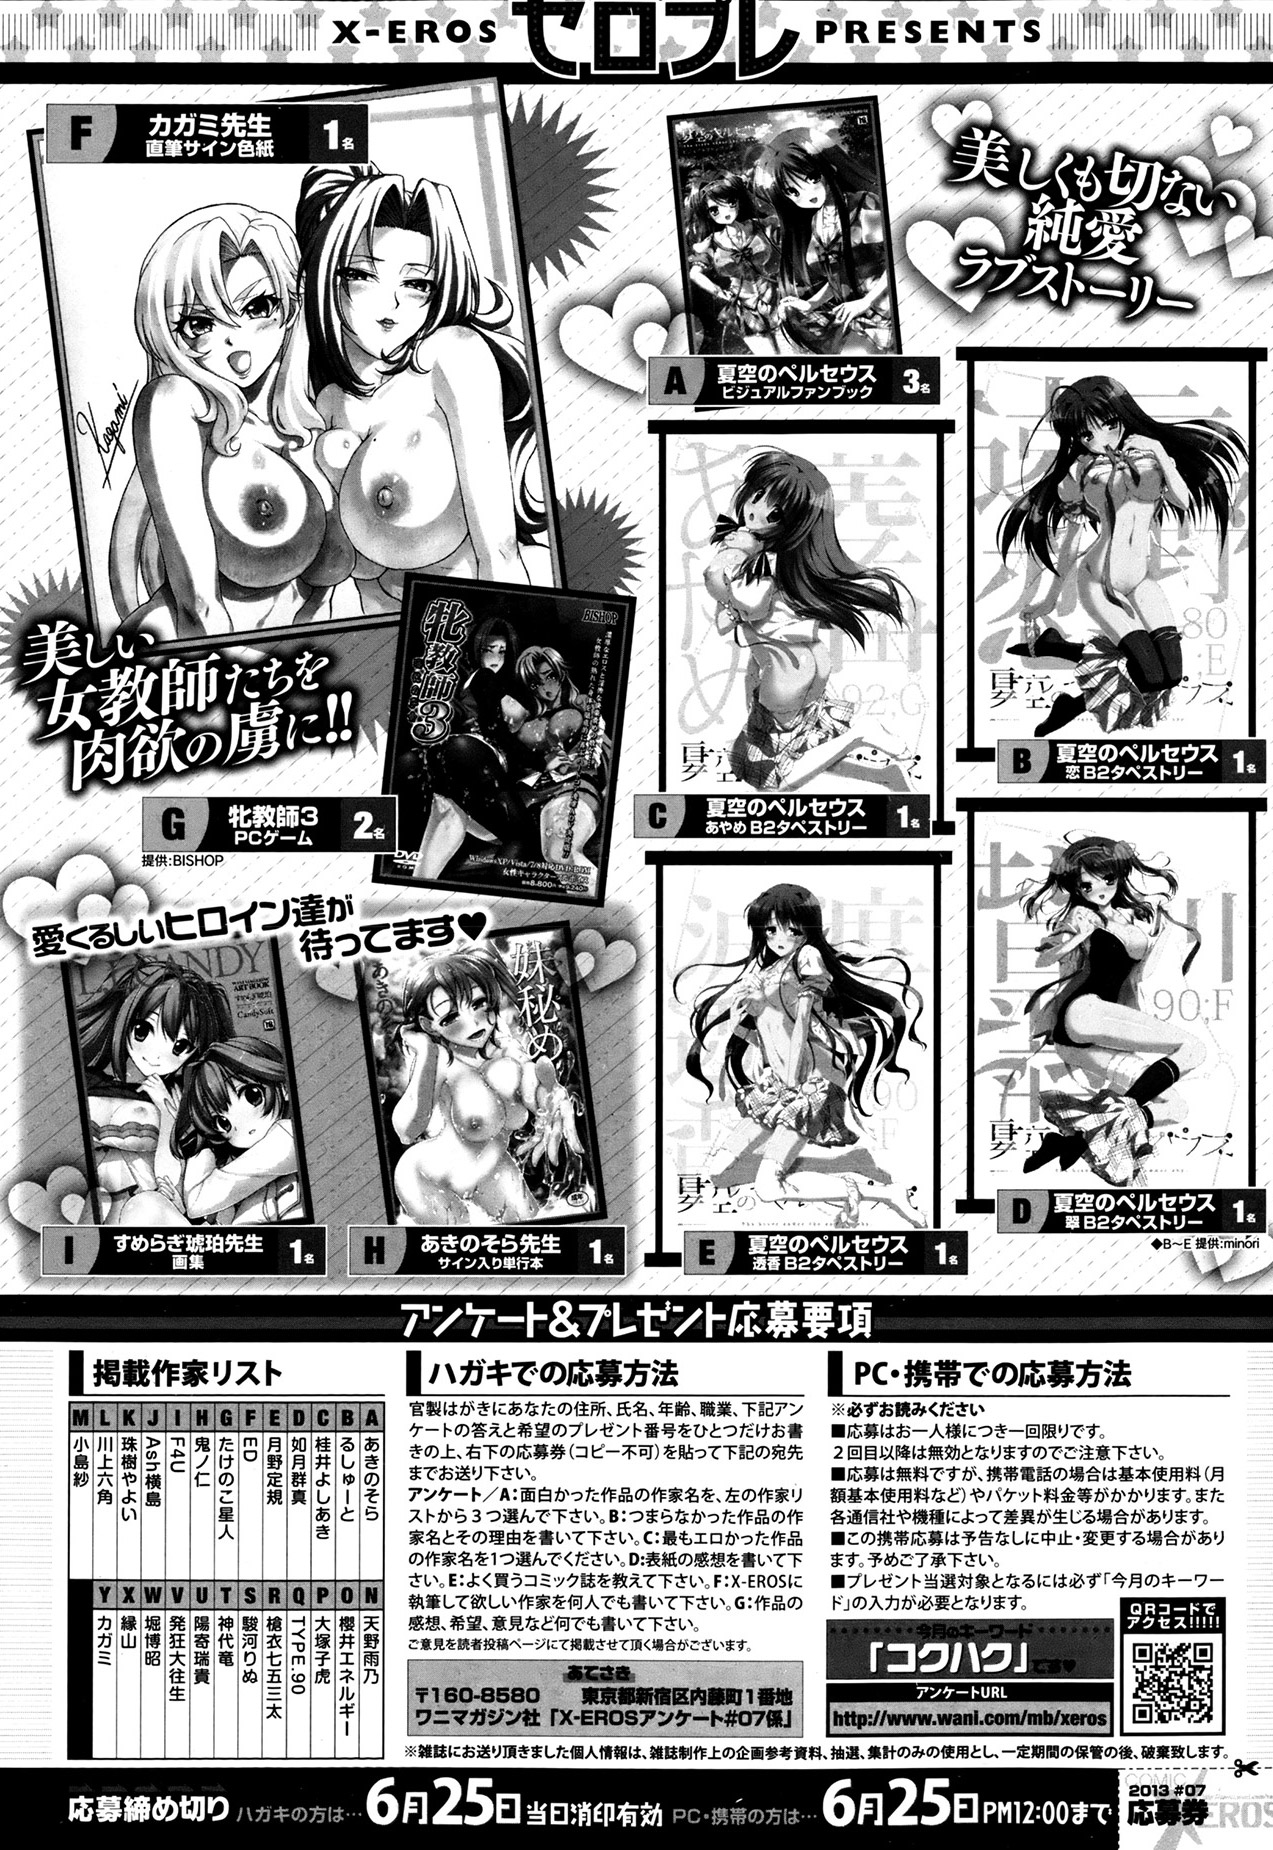 X-EROS ゼロプレ PRESENTS
F カガミ先生 直筆サイン色紙 1名
Kagami
美しくも切ない
純愛
ラブストーリー
A 夏空のペルセウス ビジュアルファンブック 3名
B 夏空のペルセウス 恋 B2タペストリー 1名
C 夏空のペルセウス あやめ B2タペストリー 1名
美しい
女教師たちを
肉欲の虜に!!
BISHOP
牝教師3
G 牝教師3 PCゲーム 2名
提供:BISHOP
愛くるしいヒロイン達が
待ってます♥
妹秘め
あきのそら
I すめらぎ琥珀先生 画集 1名
H あきのそら先生 サイン入り単行本 1名
E 夏空のペルセウス 透香 B2タペストリー 1名
D 夏空のペルセウス 翠 B2タペストリー 1名
◆B〜E 提供:minori
アンケート&プレゼント応募要項
掲載作家リスト
A あきのそら
B るしゅーと
C 桂井よしあき
D 如月群真
E 月野定規
F ED
G たけのこ星人
H 鬼ノ仁
I F4U
J Ash横島
K 珠樹やよい
L 川上六角
M 小島紗
N 天野雨乃
O 櫻井エネルギー
P 大塚子虎
Q TYPE.90
R 槍衣七五三太
S 駿河りぬ
T 神代竜
U 陽寄瑞貴
V 発狂大往生
W 堀博昭
X 縁山
Y カガミ
ハガキでの応募方法
官製はがきにあなたの住所、氏名、年齢、職業、下記アン
ケートの答えと希望のプレゼント番号をひとつだけお書
きの上、右下の応募券(コピー不可)を貼って下記の宛先
までお送り下さい。
アンケート/A:面白かった作品の作家名を、左の作家リ
ストから3つ選んで下さい。B:つまらなかった作品の作
家名とその理由を書いて下さい。C:最もエロかった作品
の作家名を1つ選んでください。D:表紙の感想を書いて下
さい。E:よく買うコミック誌を教えて下さい。F:X-EROSに
執筆して欲しい作家を何人でも書いて下さい。G:作品の
感想、希望、意見など何でも書いて下さい。
ご意見を読者投稿ページにて掲載させて頂く場合がございます。
あてさき
〒160-8580 東京都新宿区内藤町1番地
ワニマガジン社「X-EROSアンケート#07係」
PC・携帯での応募方法
※必ずお読みください
■応募はお一人様につき一回限りです。
2回目以降は無効となりますのでご注意下さい。
■応募は無料ですが、携帯電話の場合は基本使用料(月
額基本使用料など)やパケット料金等がかかります。また
各通信社や機種によって差異が生じる場合があります。
■この携帯応募は予告なしに中止・変更する場合があり
ます。予めご了承下さい。
■プレゼント当選対象となるには必ず「今月のキーワー
ド」の入力が必要となります。
今月のキーワード
「コクハク」です♥
アンケートURL
http://www.wani.com/mb/xeros
QRコードで
アクセス!!!!!
※雑誌にお送り頂きました個人情報は、雑誌制作上の企画参考資料、抽選、集計のみの使用とし、一定期間の保管の後、破棄致します。
応募締め切り ハガキの方は…6月25日当日消印有効 PC・携帯の方は…6月25日PM12:00まで
COMIC X-EROS
2013 #07
応募券